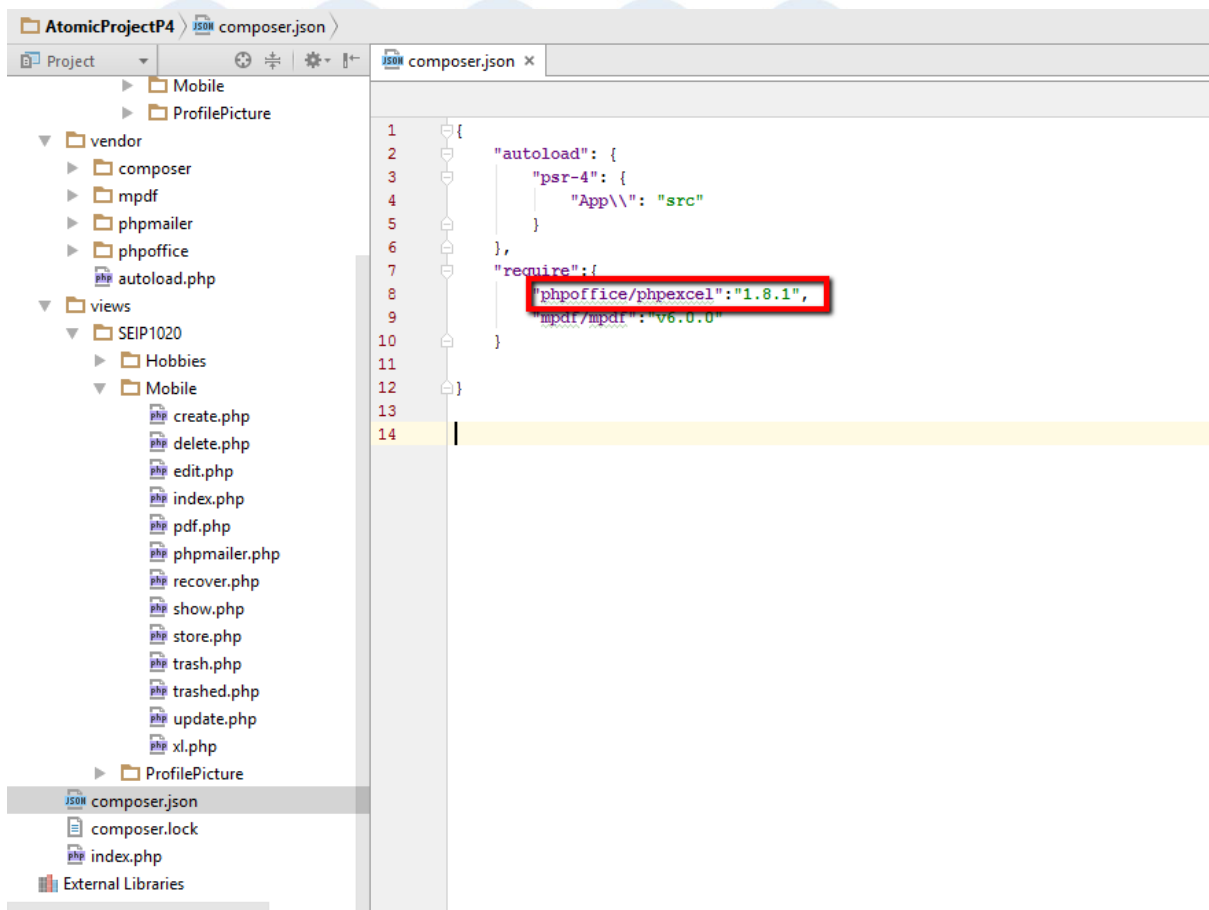 AtomicProjectP4 composer.json
Project
composer.json
Mobile
ProfilePicture
vendor
composer
mpdf
phpmailer
phpoffice
autoload.php
views
SEIP1020
Hobbies
Mobile
create.php
delete.php
edit.php
index.php
pdf.php
phpmailer.php
recover.php
show.php
store.php
trash.php
trashed.php
update.php
xl.php
ProfilePicture
composer.json
composer.lock
index.php
External Libraries
1 {
2 "autoload": {
3 "psr-4": {
4 "App\\": "src"
5 }
6 },
7 "require":{
8 "phpoffice/phpexcel":"1.8.1",
9 "mpdf/mpdf":"v6.0.0"
10 }
11
12 }
13
14